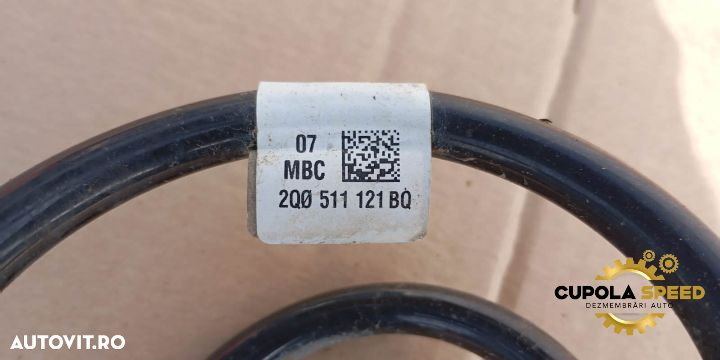 07
MBC
2Q0 511 121 BQ
CUPOLA SPEED
DEZMEMBRĂRI AUTO
AUTOVIT.RO